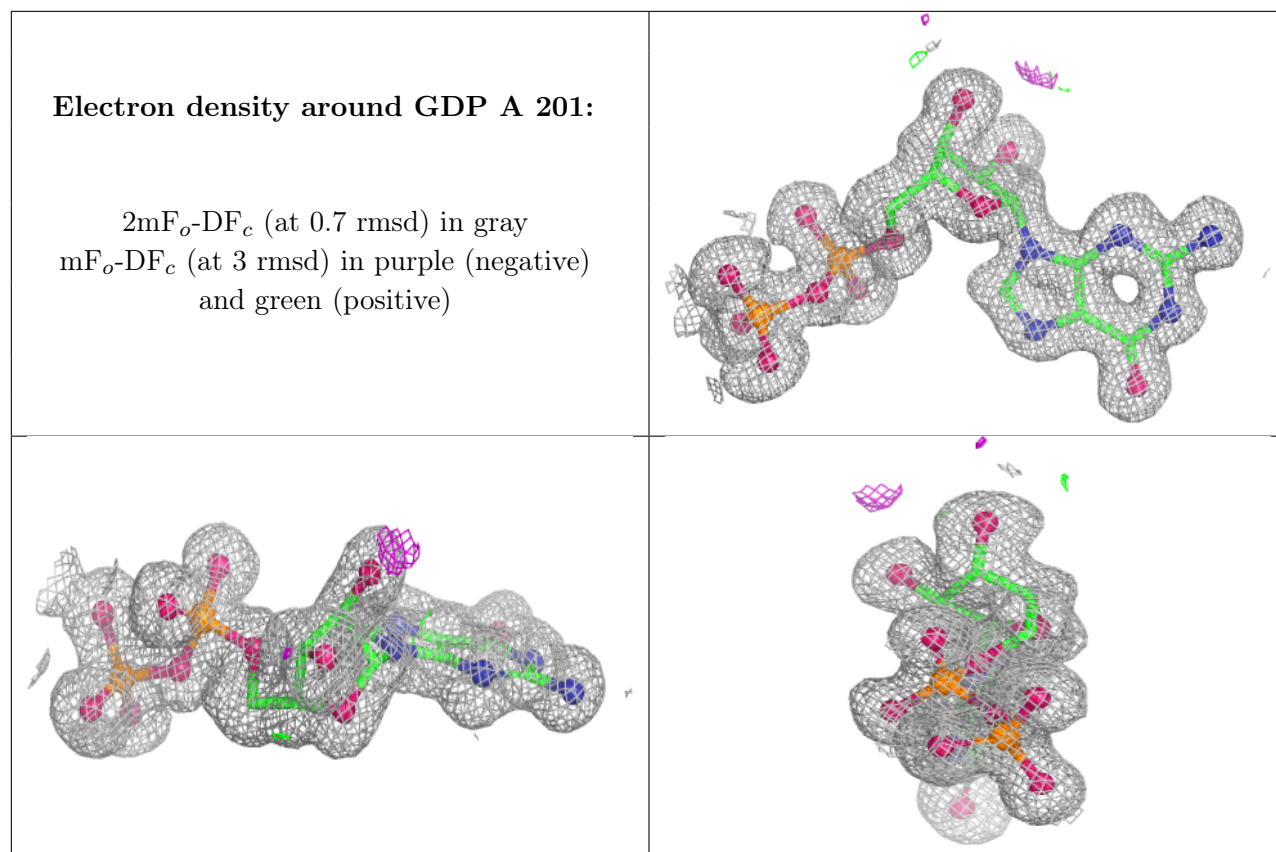 Electron density around GDP A 201:
2mFo-DFc (at 0.7 rmsd) in gray
mFo-DFc (at 3 rmsd) in purple (negative)
and green (positive)